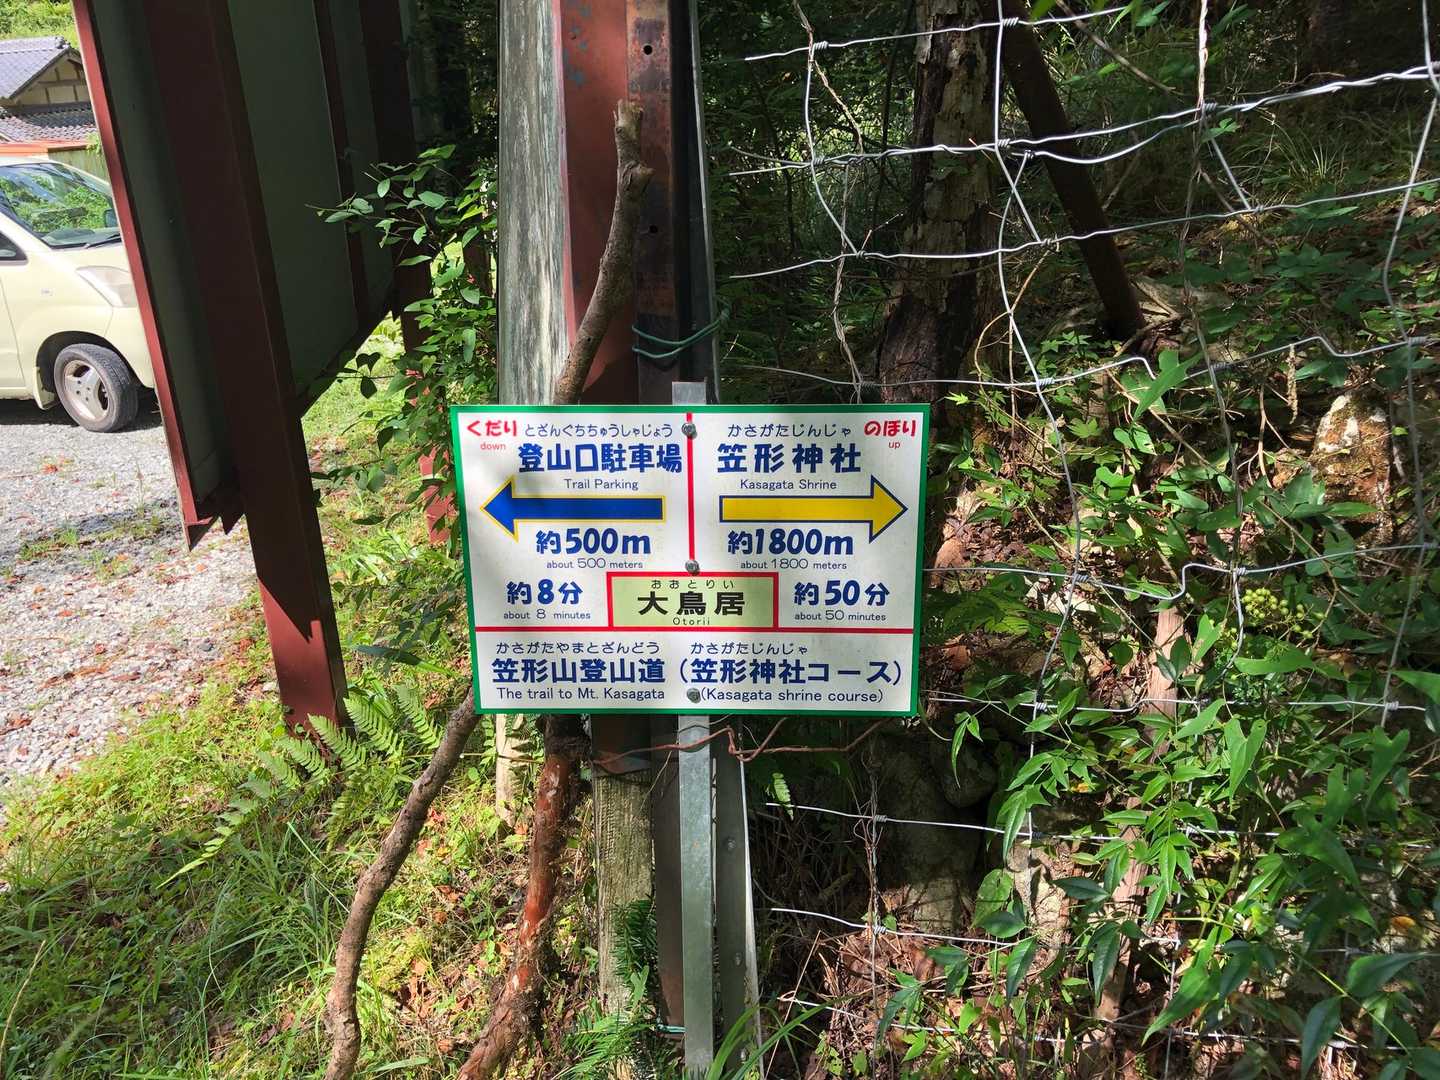 くだり とざんぐちちゅうしゃじょう
down
登山口駐車場
Trail Parking
約500m
about 500 meters
約8分
about 8 minutes
かさがたじんじゃ のぼり
up
笠形神社
Kasagata Shrine
約1800m
about 1800 meters
約50分
about 50 minutes
おおとりい
大鳥居
Otorii
かさがたやまとざんどう かさがたじんじゃ
笠形山登山道（笠形神社コース）
The trail to Mt. Kasagata (Kasagata shrine course)